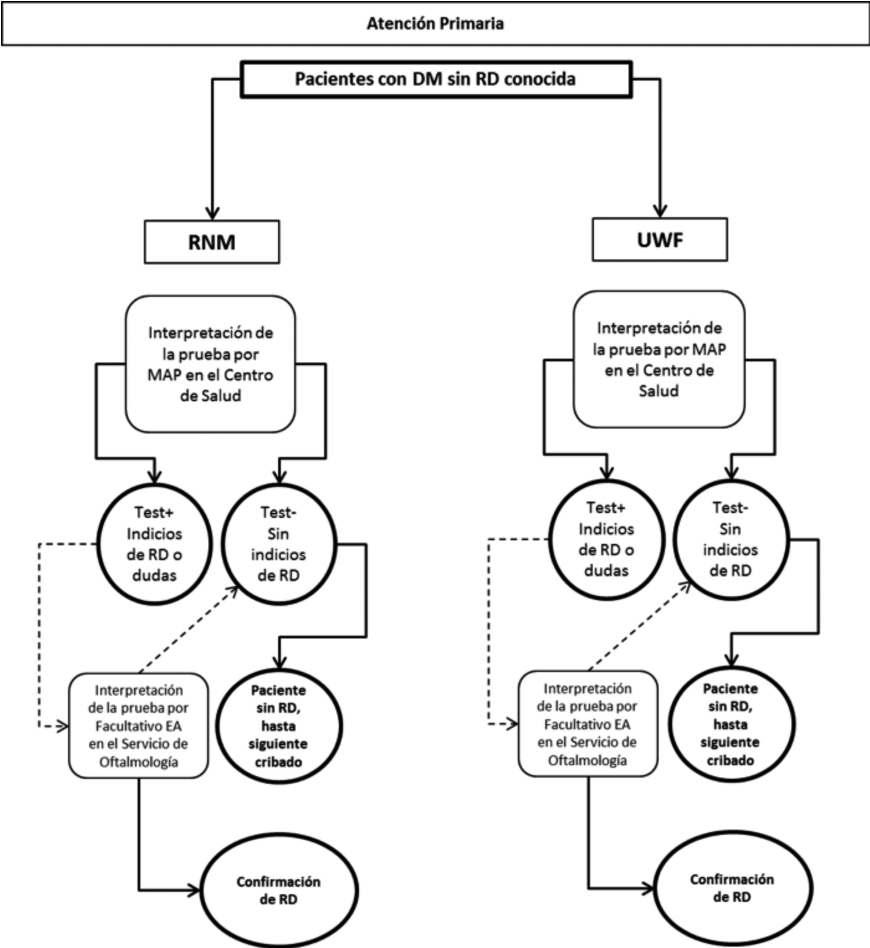 Atención Primaria
Pacientes con DM sin RD conocida
RNM
Interpretación de
la prueba por
MAP en el Centro
de Salud
Test+
Indicios
de RD o
dudas
Test-
Sin
indicios
de RD
Interpretación
de la prueba por
Facultativo EA
en el Servicio de
Oftalmología
Paciente
sin RD,
hasta
siguiente
cribado
Confirmación
de RD
UWF
Interpretación de
la prueba por MAP
en el Centro de
Salud
Test+
Indicios
de RD o
dudas
Test-
Sin
indicios
de RD
Interpretación
de la prueba por
Facultativo EA
en el Servicio de
Oftalmología
Paciente
sin RD,
hasta
siguiente
cribado
Confirmación
de RD